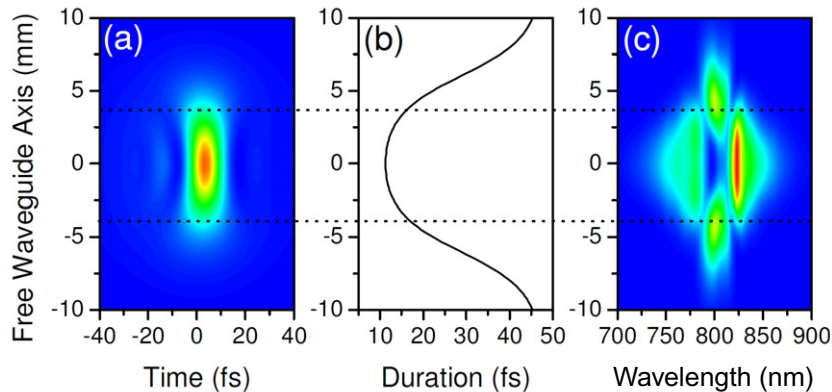 (a) (b) (c)
Free Waveguide Axis (mm)
10 10 10
5 5 5
0 0 0
-5 -5 -5
-10 -10 -10
-40 -20 0 20 40 10 20 30 40 50 700 750 800 850 900
Time (fs) Duration (fs) Wavelength (nm)